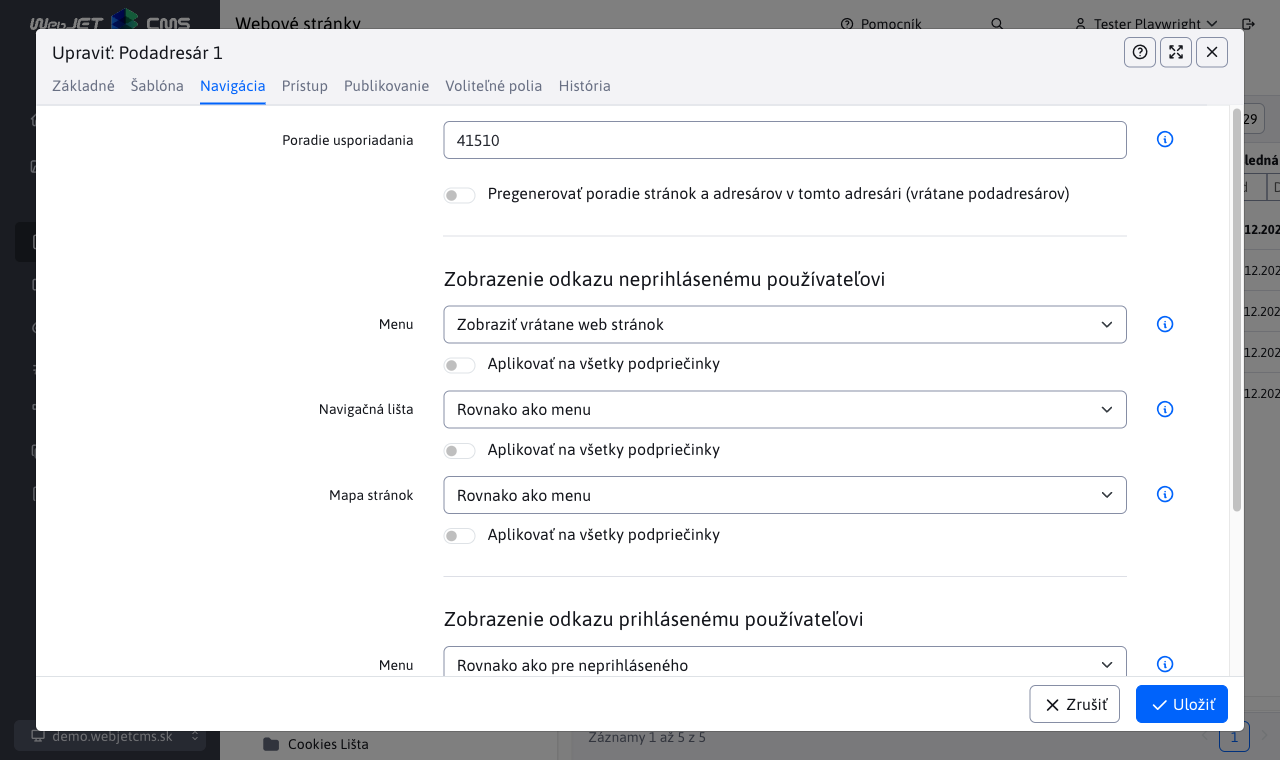 WebJET CMS
Webové stránky
Pomocník
Tester Playwright
Upraviť: Podadresár 1
Základné Šablóna Navigácia Prístup Publikovanie Voliteľné polia História
Poradie usporiadania 41510
Pregenerovať poradie stránok a adresárov v tomto adresári (vrátane podadresárov)
Zobrazenie odkazu neprihlásenému používateľovi
Menu Zobraziť vrátane web stránok
Aplikovať na všetky podpriečinky
Navigačná lišta Rovnako ako menu
Aplikovať na všetky podpriečinky
Mapa stránok Rovnako ako menu
Aplikovať na všetky podpriečinky
Zobrazenie odkazu prihlásenému používateľovi
Menu Rovnako ako pre neprihláseného
Zrušiť Uložiť
29
ledná
12.202
12.202
12.202
12.202
12.202
demo.webjetcms.sk
Cookies Lišta
Záznamy 1 až 5 z 5
1